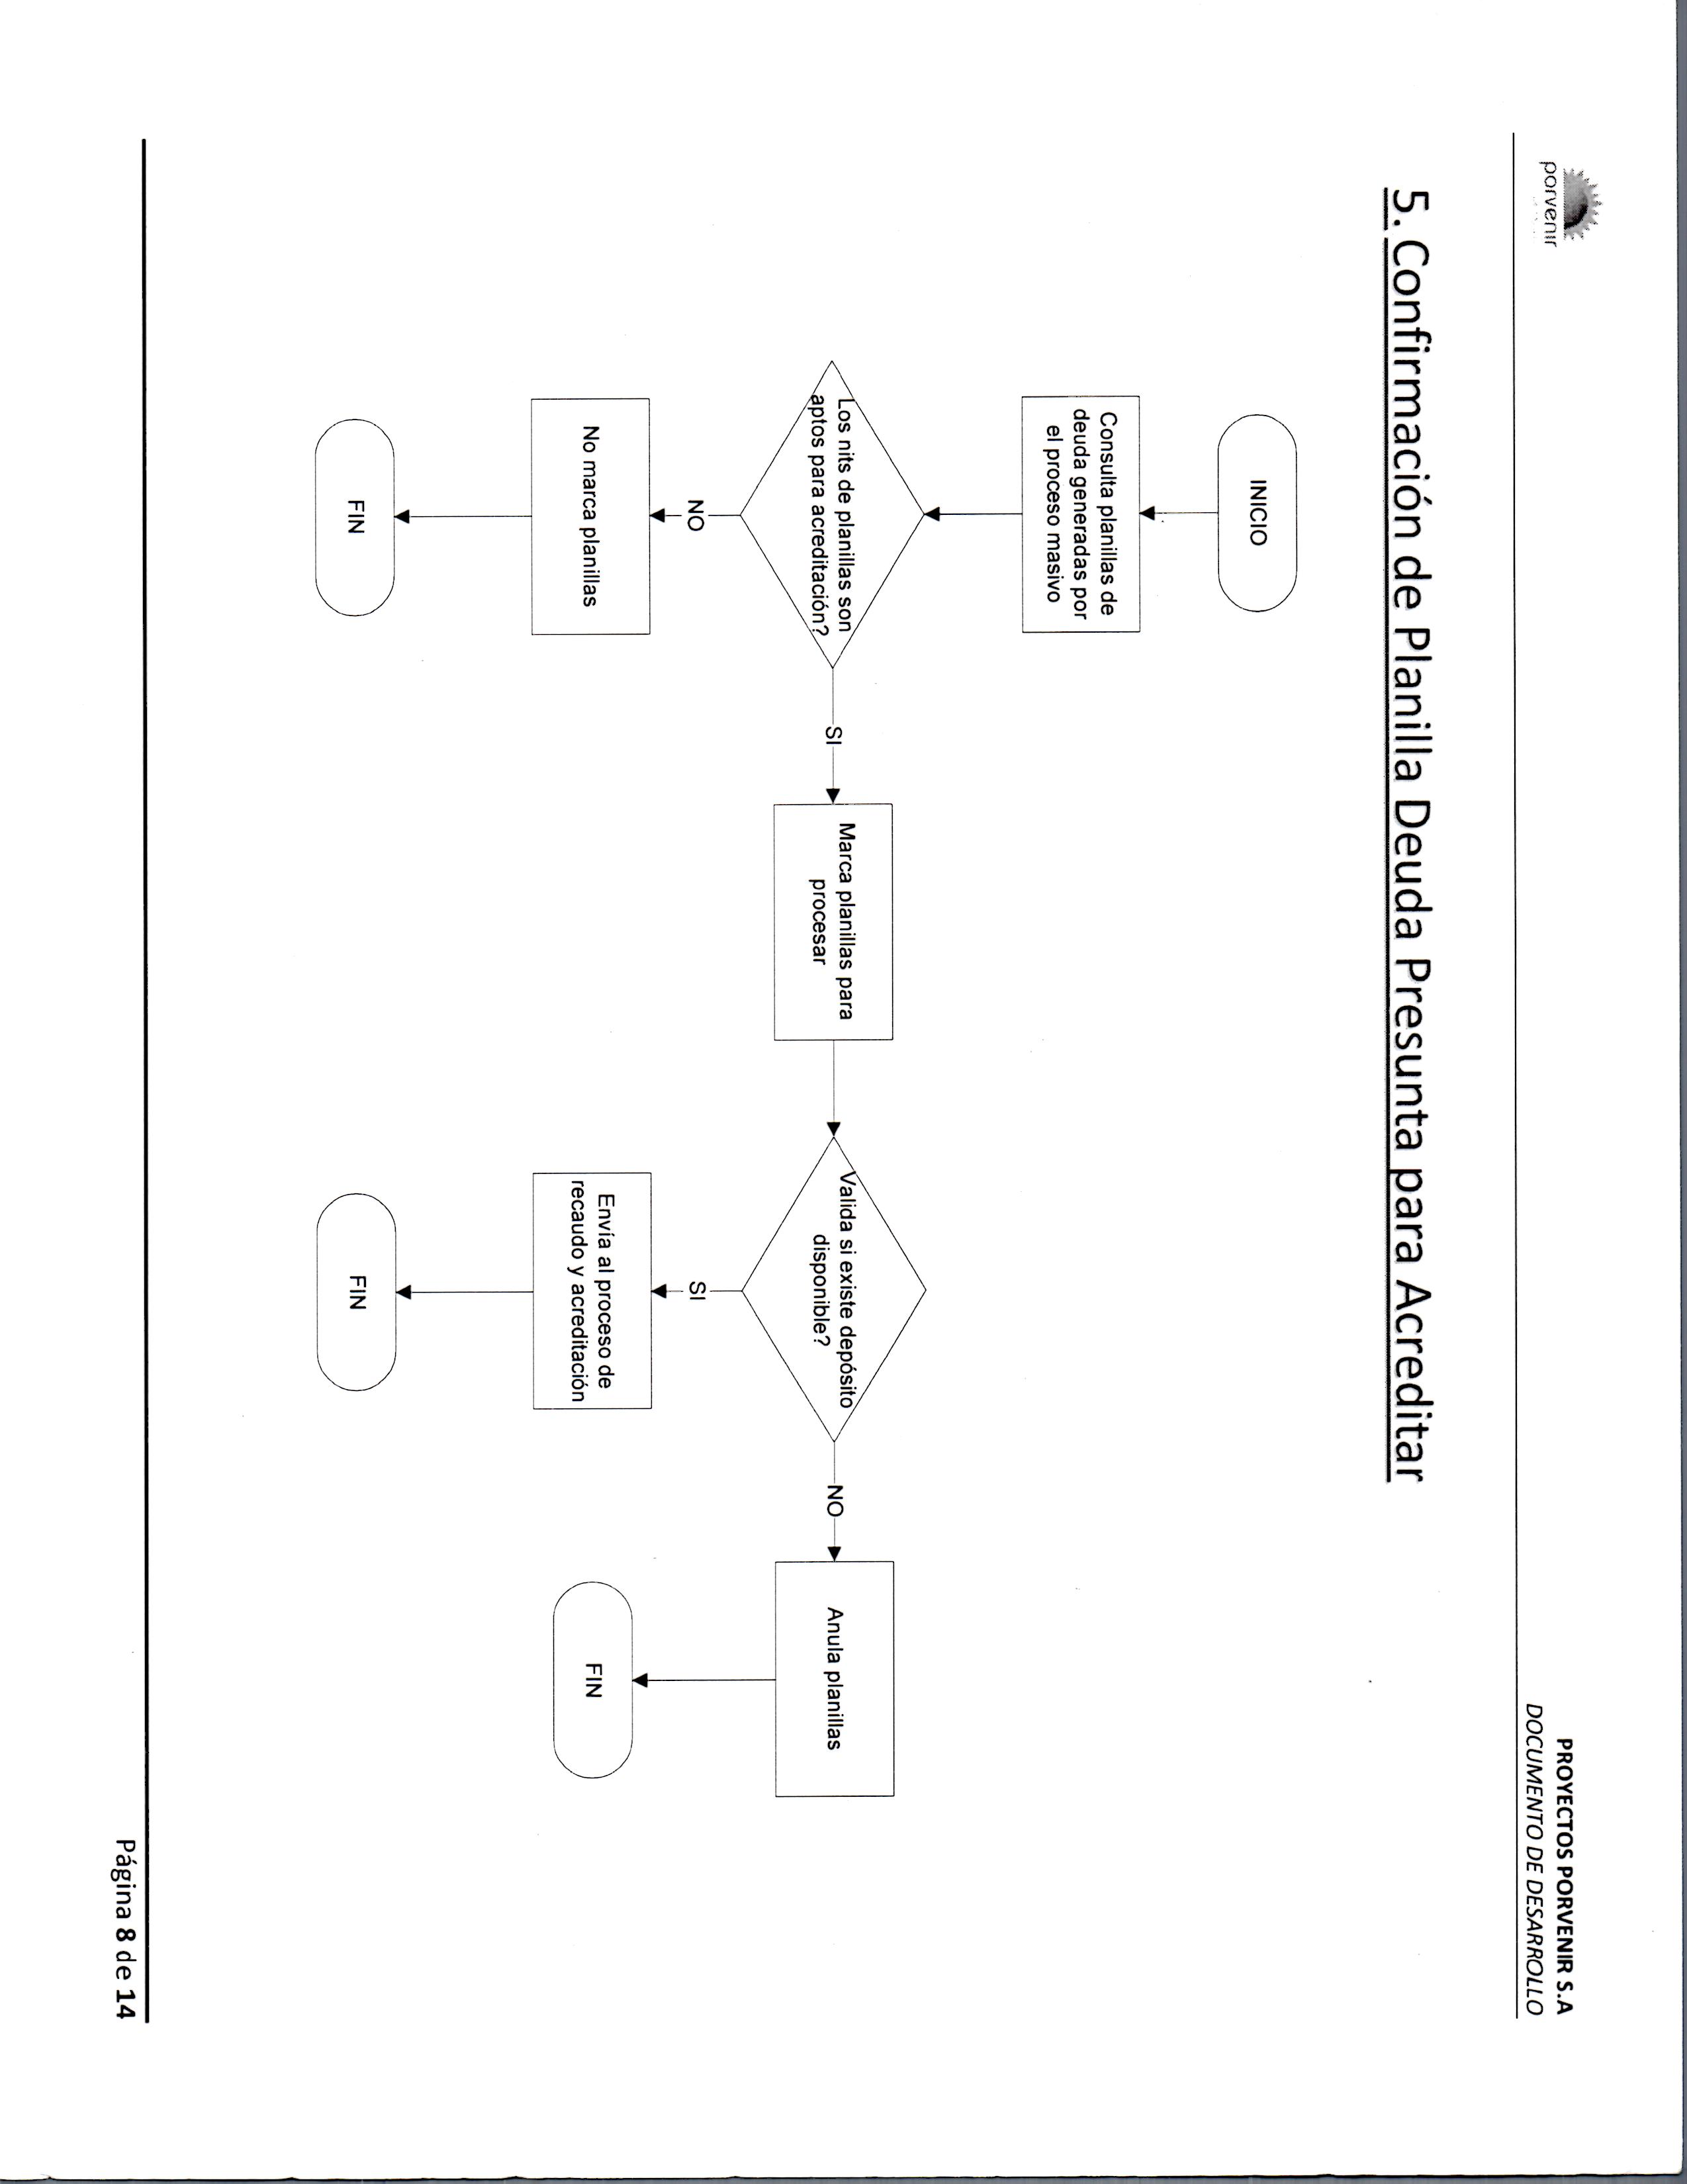 porvenir
PROYECTOS PORVENIR S.A
DOCUMENTO DE DESARROLLO
5. Confirmación de Planilla Deuda Presunta para Acreditar
INICIO
Consulta planillas de
deuda generadas por
el proceso masivo
Los nits de planillas son
aptos para acreditación?
SI
Marca planillas para
procesar
Valida si existe depósito
disponible?
NO
Anula planillas
NO
SI
No marca planillas
Envía al proceso de
recaudo y acreditación
FIN
FIN
FIN
Página 8 de 14